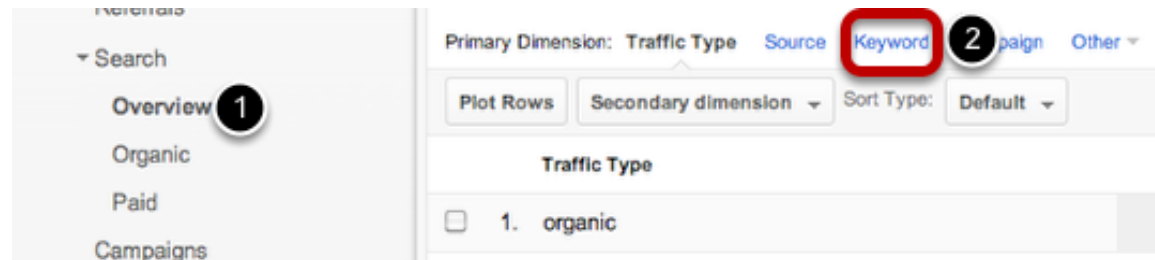 Referrals
Search
Overview 1
Organic
Paid
Campaigns
Primary Dimension: Traffic Type Source Keyword 2 paign Other
Plot Rows Secondary dimension Sort Type: Default
Traffic Type
1. organic